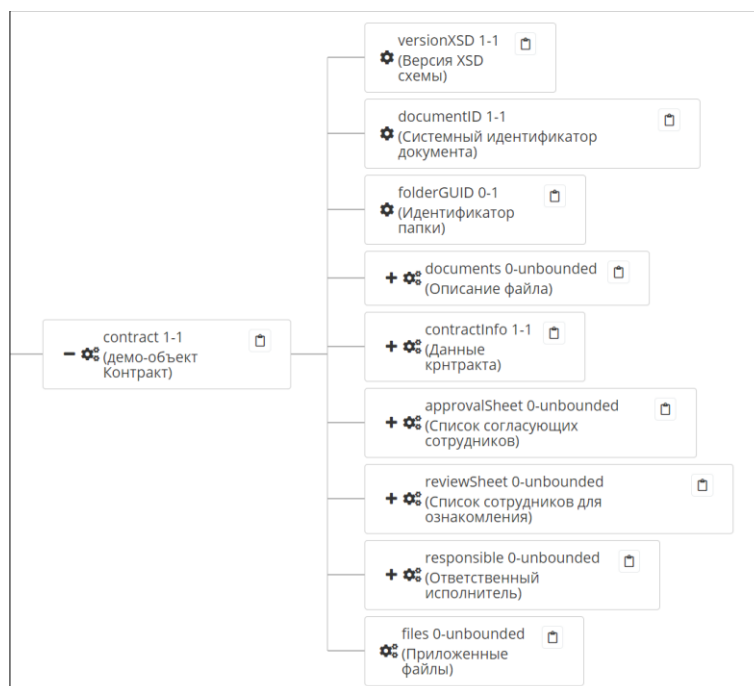 versionXSD 1-1
(Версия XSD
схемы)
documentID 1-1
(Системный идентификатор
документа)
folderGUID 0-1
(Идентификатор
папки)
documents 0-unbounded
(Описание файла)
contract 1-1
(демо-объект
Контракт)
contractInfo 1-1
(Данные
крнтракта)
approvalSheet 0-unbounded
(Список согласующих
сотрудников)
reviewSheet 0-unbounded
(Список сотрудников для
ознакомления)
responsible 0-unbounded
(Ответственный
исполнитель)
files 0-unbounded
(Приложенные
файлы)